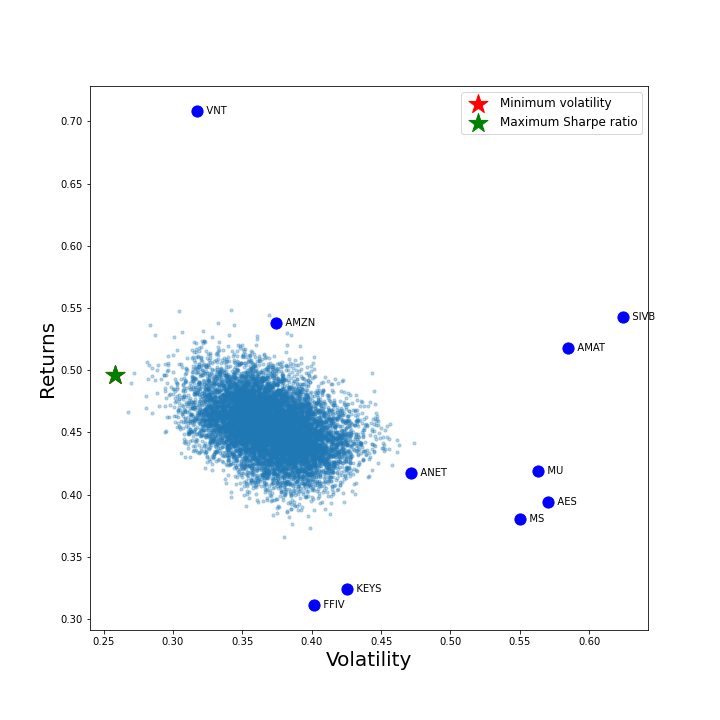 Returns
0.70
0.65
0.60
0.55
0.50
0.45
0.40
0.35
0.30
Minimum volatility
Maximum Sharpe ratio
VNT
AMZN
SIVB
AMAT
ANET
MU
AES
MS
KEYS
FFIV
0.25 0.30 0.35 0.40 0.45 0.50 0.55 0.60
Volatility